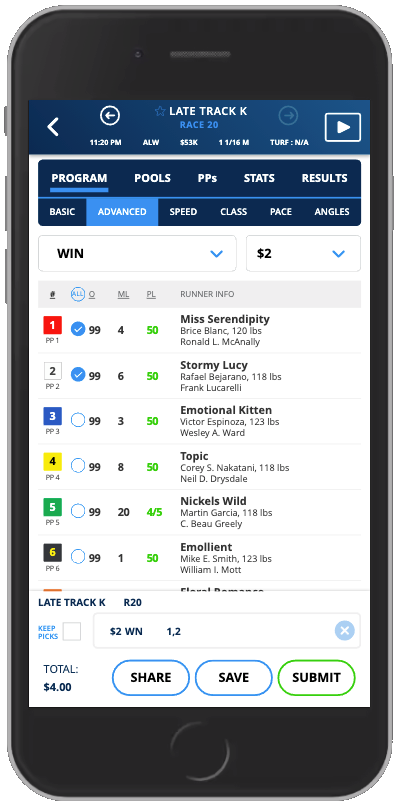 LATE TRACK K
RACE 20
11:20 PM ALW $53K 1 1/16 M TURF : N/A
PROGRAM POOLS PPs STATS RESULTS
BASIC ADVANCED SPEED CLASS PACE ANGLES
WIN $2
# ALL O ML PL RUNNER INFO
1 99 4 50 Miss Serendipity
Brice Blanc, 120 lbs
PP 1 Ronald L. McAnally
2 99 6 50 Stormy Lucy
Rafael Bejarano, 118 lbs
PP 2 Frank Lucarelli
3 99 3 50 Emotional Kitten
Victor Espinoza, 123 lbs
PP 3 Wesley A. Ward
4 99 8 50 Topic
Corey S. Nakatani, 118 lbs
PP 4 Neil D. Drysdale
5 99 20 4/5 Nickels Wild
Martin Garcia, 118 lbs
PP 5 C. Beau Greely
6 99 1 50 Emollient
Mike E. Smith, 123 lbs
PP 6 William I. Mott
Floral Romance
LATE TRACK K R20
KEEP PICKS $2 WN 1,2
TOTAL:
$4.00 SHARE SAVE SUBMIT